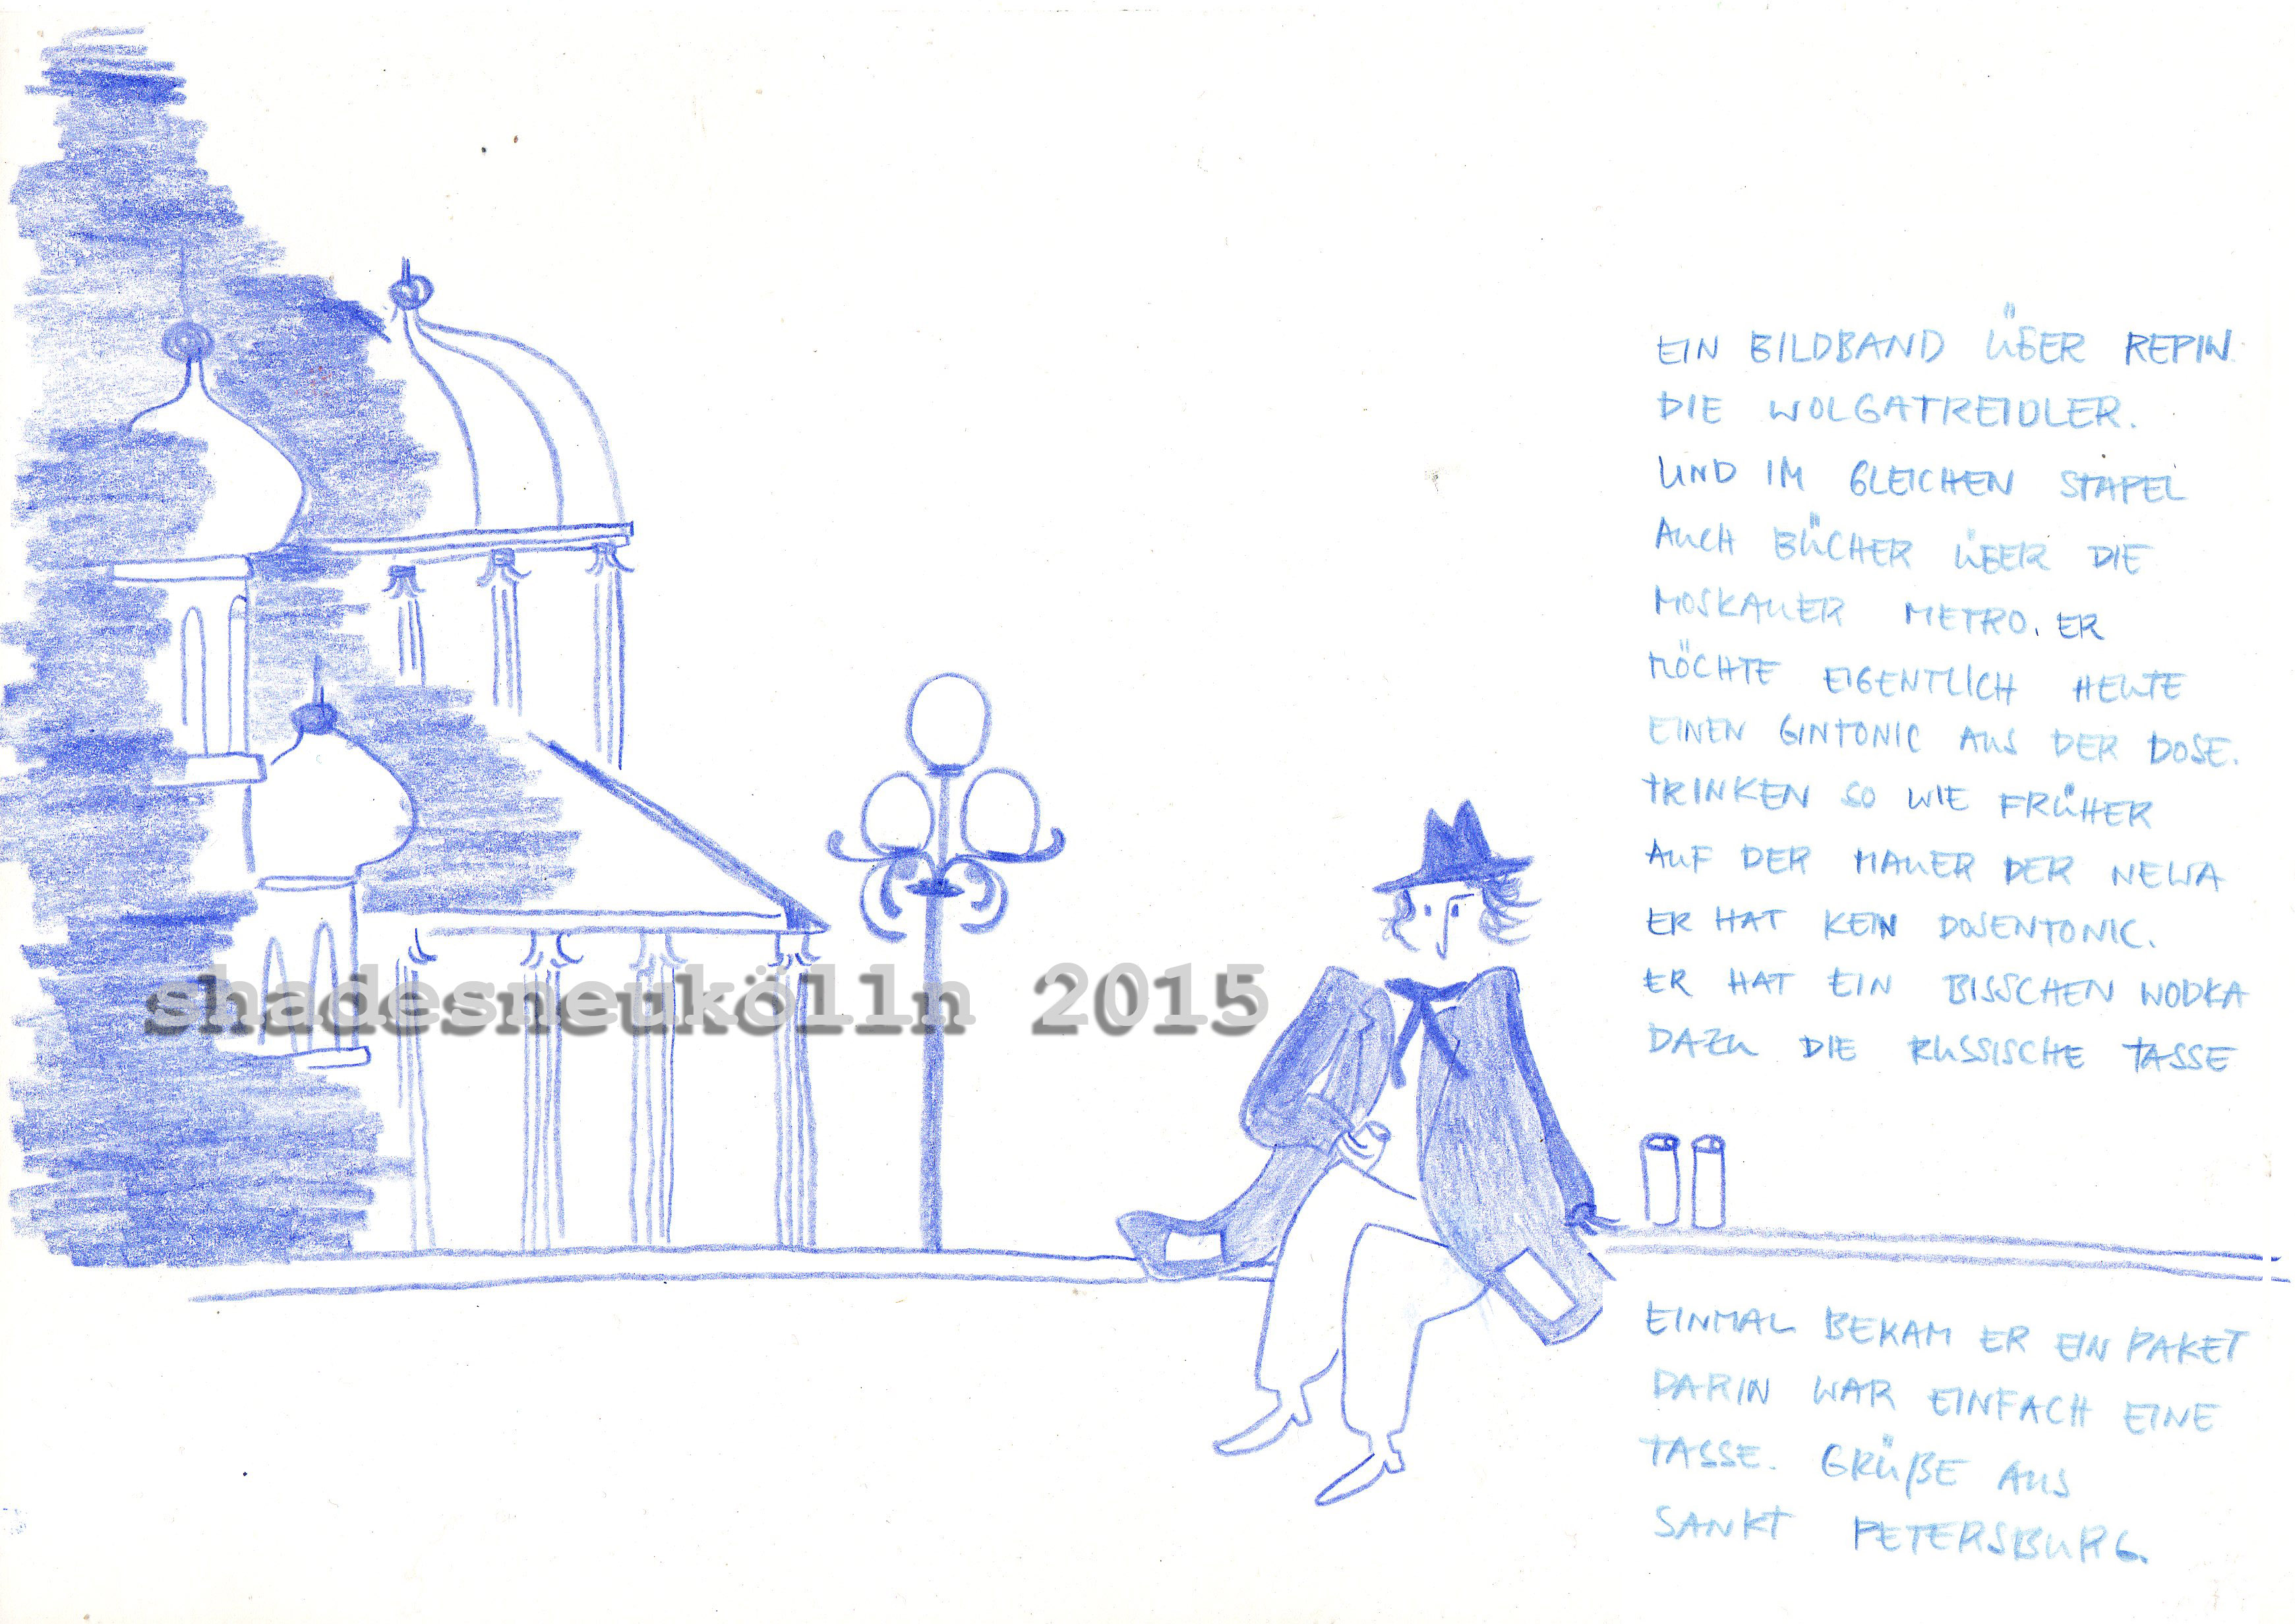 EIN BILDBAND ÜBER REPIN.
DIE WOLGATREIDLER.
UND IM GLEICHEN STAPEL
AUCH BÜCHER ÜBER DIE
MOSKAUER METRO. ER
MÖCHTE EIGENTLICH HEUTE
EINEN GINTONIC AUS DER DOSE.
TRINKEN SO WIE FRÜHER
AUF DER MAUER DER NEWA
ER HAT KEIN DOSENTONIC.
ER HAT EIN BISSCHEN WODKA
DAZU DIE RUSSISCHE TASSE
shadesneukölln 2015
EINMAL BEKAM ER EIN PAKET
DARIN WAR EINFACH EINE
TASSE. GRÜßE AUS
SANKT PETERSBURG.